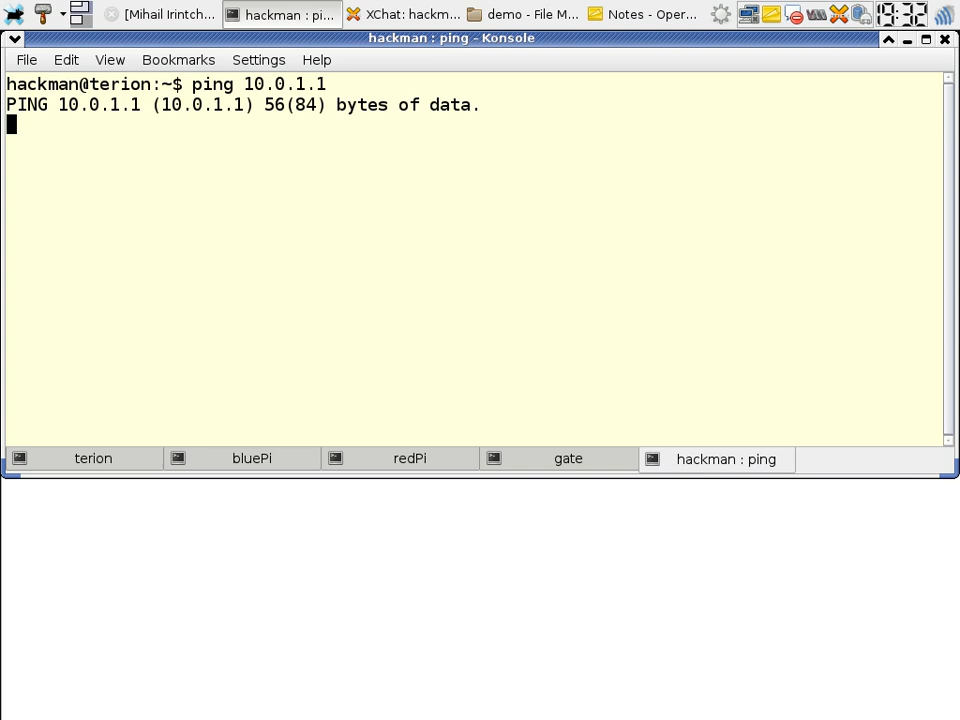 [Mihail Irintch... hackman : pi... XChat: hackm... demo - File M... Notes - Oper... 19:32
hackman : ping - Konsole
File Edit View Bookmarks Settings Help
hackman@terion:~$ ping 10.0.1.1
PING 10.0.1.1 (10.0.1.1) 56(84) bytes of data.
terion bluePi redPi gate hackman : ping